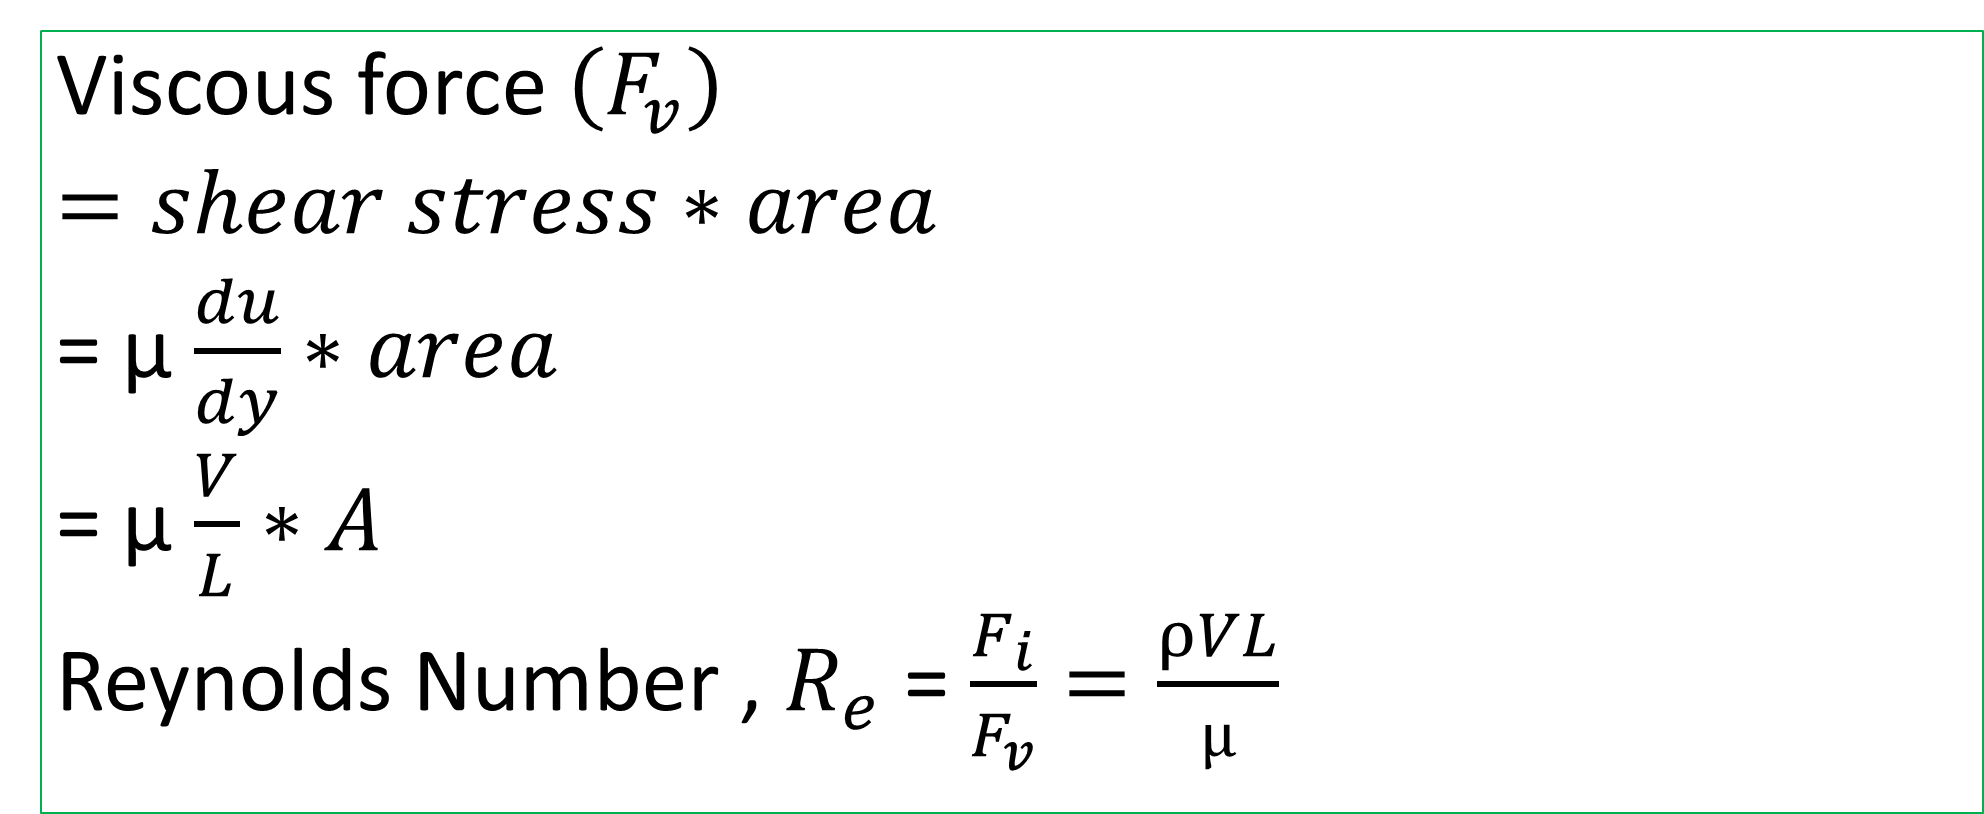 Viscous force (F_v)
= shear stress * area
= μ du/dy * area
= μ V/L * A
Reynolds Number , R_e = F_i/F_v = ρVL/μ